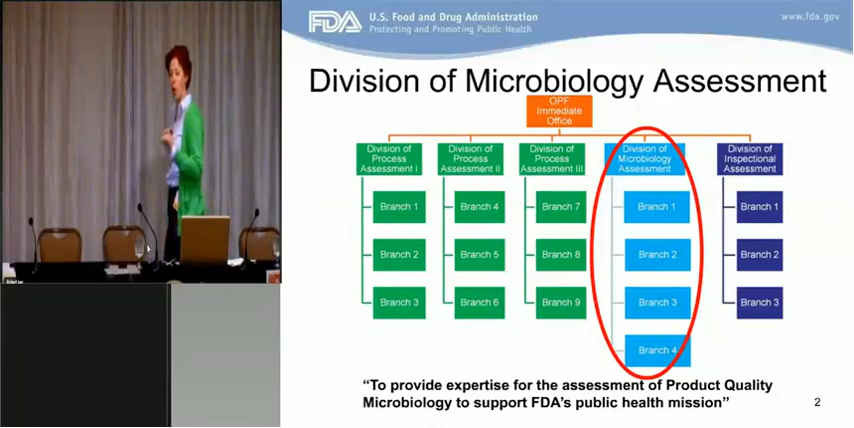 FDA
U.S. Food and Drug Administration
Protecting and Promoting Public Health
www.fda.gov
Division of Microbiology Assessment
OPF
Immediate
Office
Division of
Process
Assessment I
Division of
Process
Assessment II
Division of
Process
Assessment III
Division of
Microbiology
Assessment
Division of
Inspectional
Assessment
Branch 1
Branch 4
Branch 7
Branch 1
Branch 1
Branch 2
Branch 5
Branch 8
Branch 2
Branch 2
Branch 3
Branch 6
Branch 9
Branch 3
Branch 3
Branch 4
“To provide expertise for the assessment of Product Quality
Microbiology to support FDA’s public health mission”
2